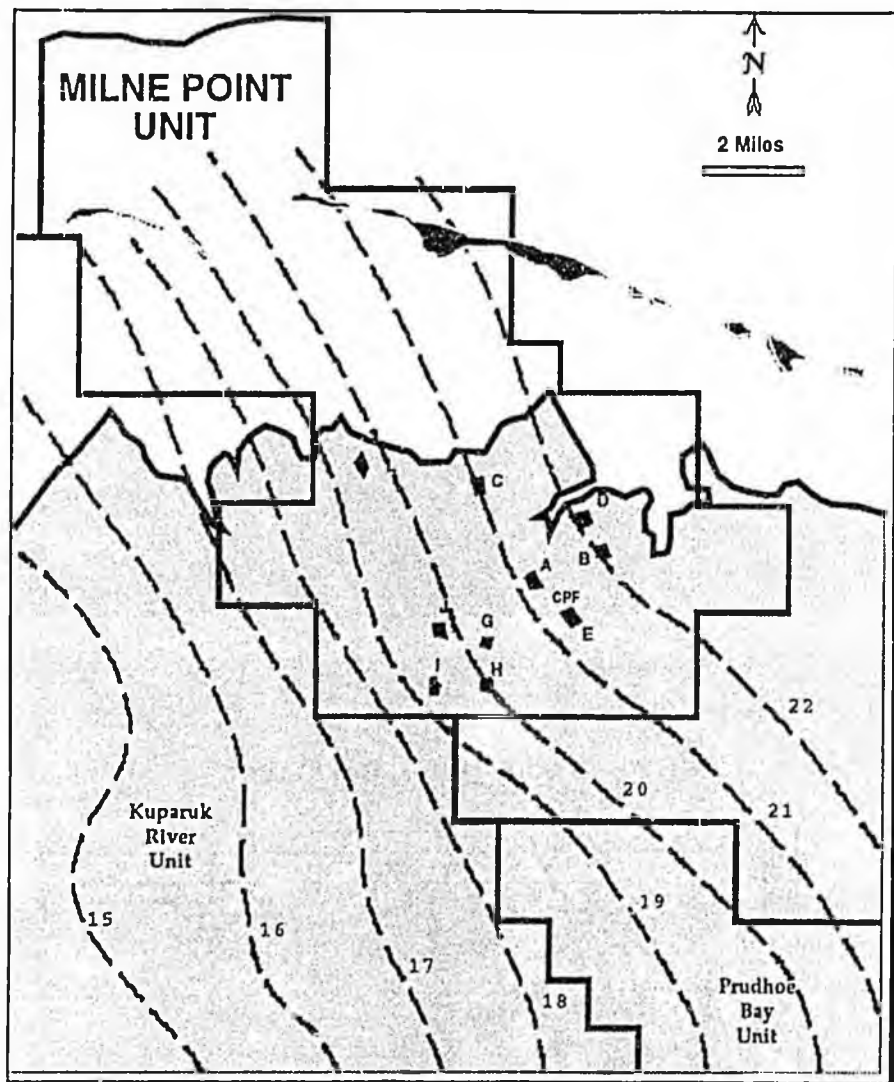 MILNE POINT
UNIT
N
2 Milos
C
D
B
A
CPF
E
G
H
J
I
22
20
21
Kuparuk
River
Unit
15
16
19
17
18
Prudhoe
Bay
Unit